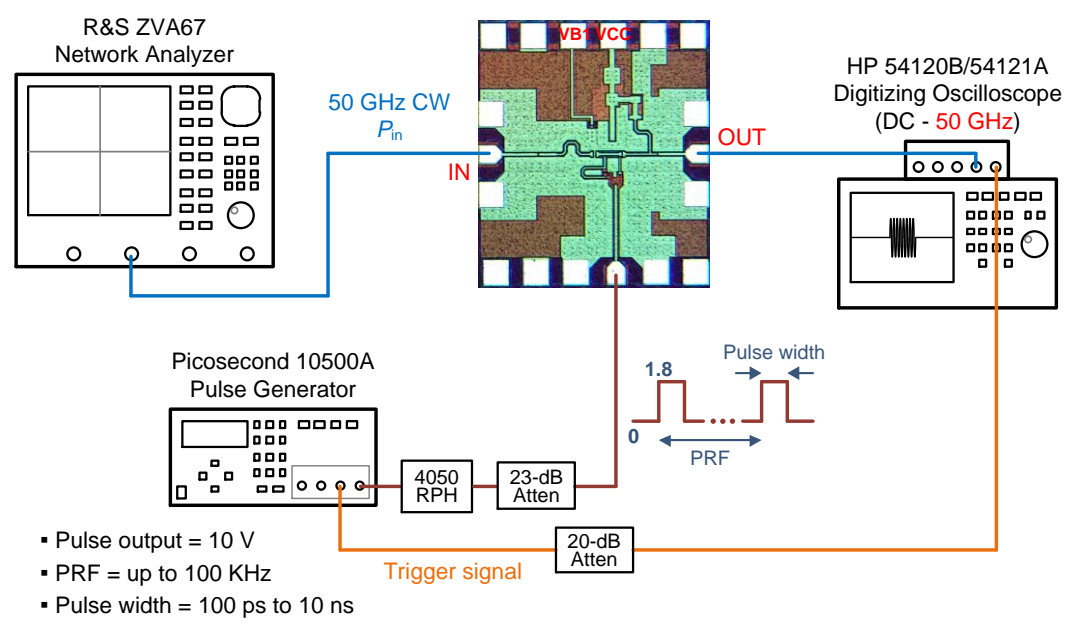 R&S ZVA67
Network Analyzer
VB1 VCC
HP 54120B/54121A
Digitizing Oscilloscope
(DC - 50 GHz)
50 GHz CW
Pin
IN
OUT
Picosecond 10500A
Pulse Generator
Pulse width
1.8
0
PRF
4050
RPH
23-dB
Atten
20-dB
Atten
Trigger signal
▪ Pulse output = 10 V
▪ PRF = up to 100 KHz
▪ Pulse width = 100 ps to 10 ns